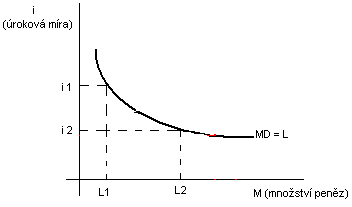 i
(úroková míra)
i 1
i 2
MD = L
L1
L2
M (množství peněz)